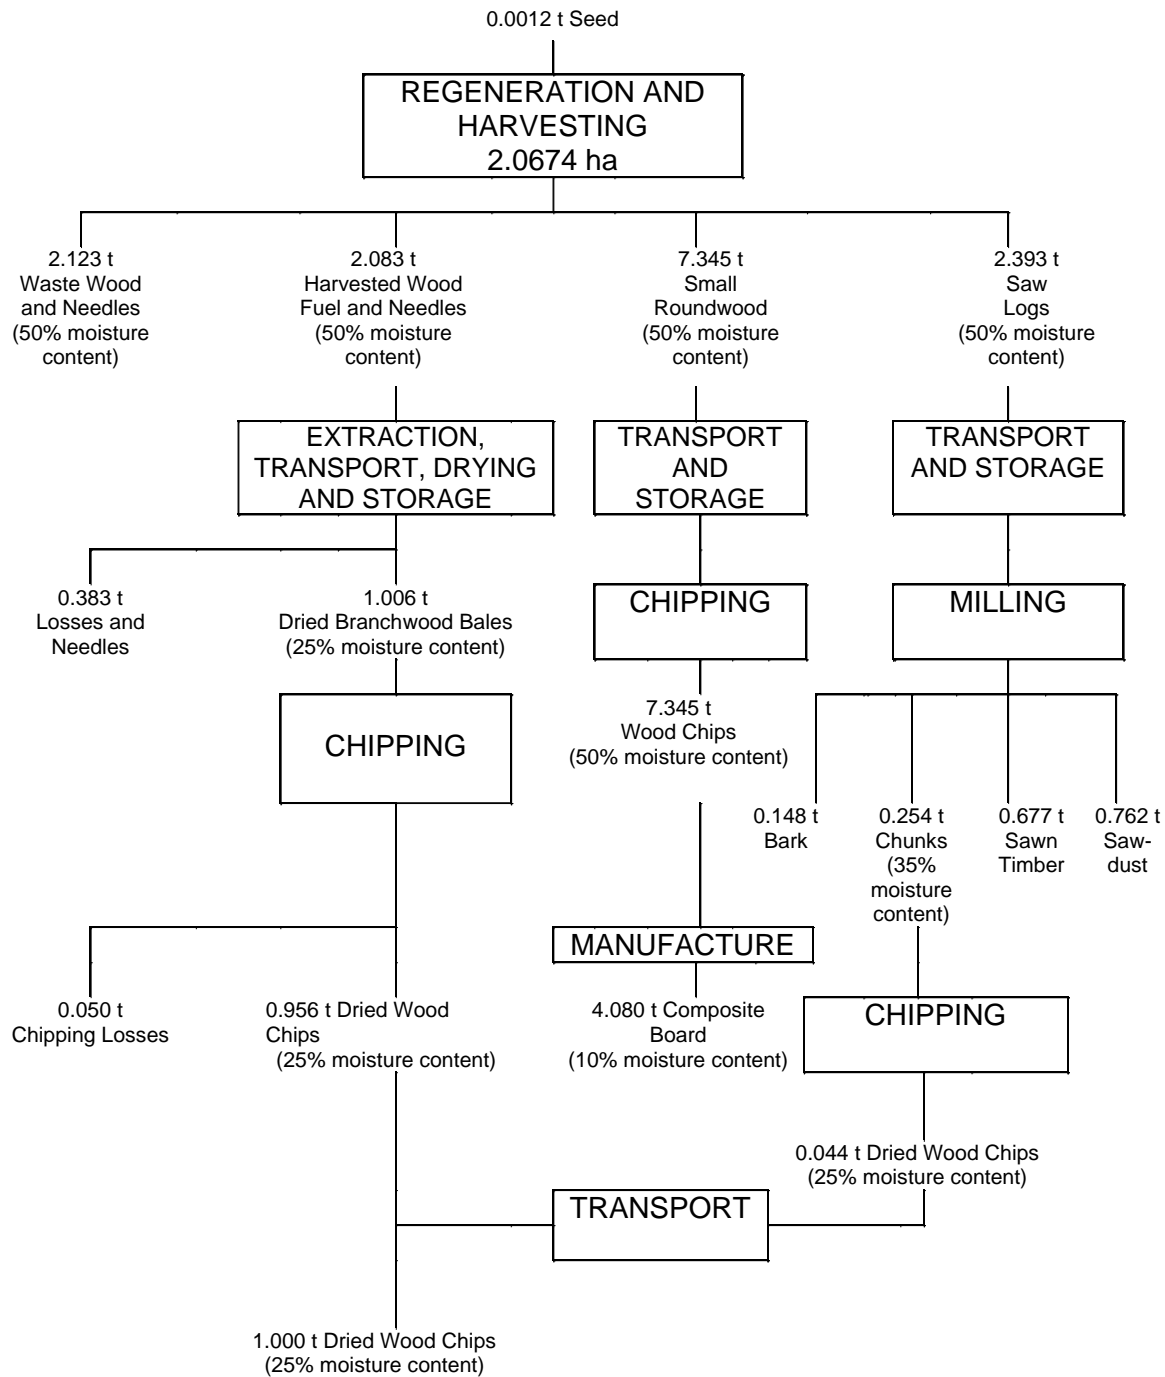 0.0012 t Seed
REGENERATION AND
HARVESTING
2.0674 ha
2.123 t
Waste Wood
and Needles
(50% moisture
content)
2.083 t
Harvested Wood
Fuel and Needles
(50% moisture
content)
7.345 t
Small
Roundwood
(50% moisture
content)
2.393 t
Saw
Logs
(50% moisture
content)
EXTRACTION,
TRANSPORT, DRYING
AND STORAGE
TRANSPORT
AND
STORAGE
TRANSPORT
AND STORAGE
0.383 t
Losses and
Needles
1.006 t
Dried Branchwood Bales
(25% moisture content)
CHIPPING
MILLING
CHIPPING
7.345 t
Wood Chips
(50% moisture content)
0.148 t
Bark
0.254 t
Chunks
(35%
moisture
content)
0.677 t
Sawn
Timber
0.762 t
Saw-
dust
MANUFACTURE
0.050 t
Chipping Losses
0.956 t Dried Wood
Chips
(25% moisture content)
4.080 t Composite
Board
(10% moisture content)
CHIPPING
0.044 t Dried Wood Chips
(25% moisture content)
TRANSPORT
1.000 t Dried Wood Chips
(25% moisture content)